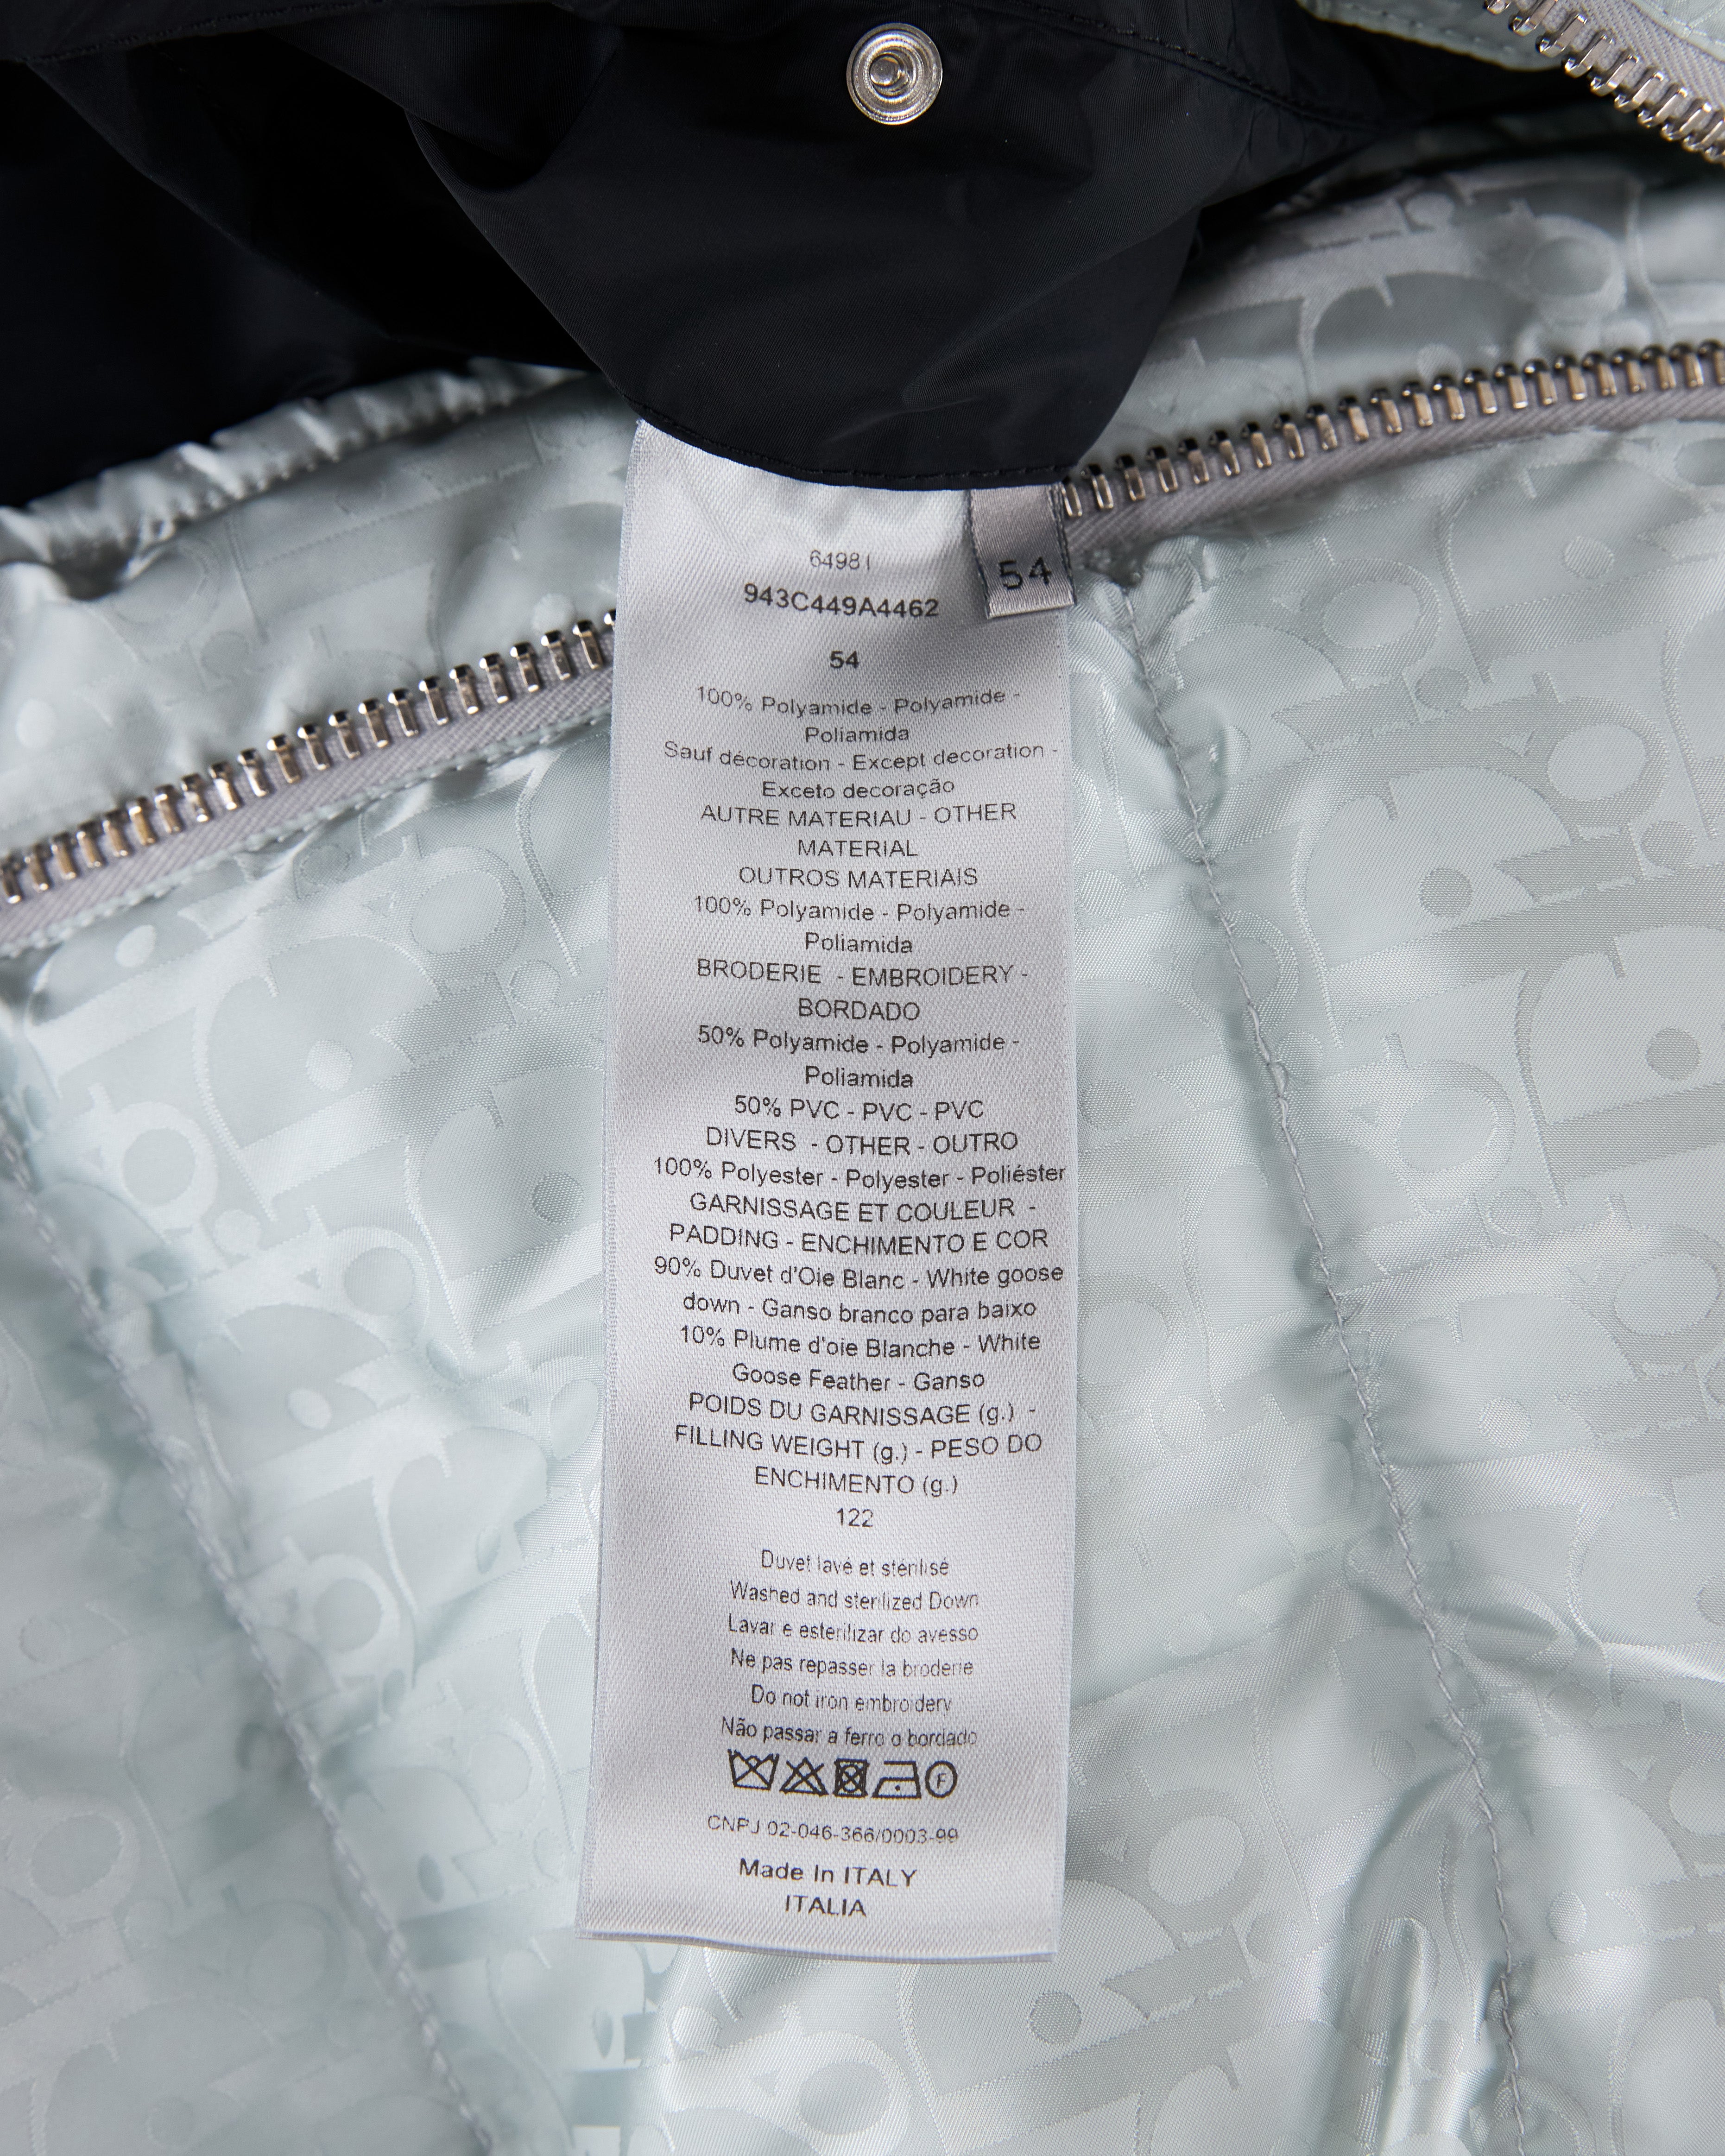 64981
943C449A4462
54
54
100% Polyamide - Polyamide -
Poliamida
Sauf décoration - Except decoration -
Exceto decoração
AUTRE MATERIAU - OTHER
MATERIAL
OUTROS MATERIAIS
100% Polyamide - Polyamide -
Poliamida
BRODERIE - EMBROIDERY -
BORDADO
50% Polyamide - Polyamide -
Poliamida
50% PVC - PVC - PVC
DIVERS - OTHER - OUTRO
100% Polyester - Polyester - Poliéster
GARNISSAGE ET COULEUR -
PADDING - ENCHIMENTO E COR
90% Duvet d'Oie Blanc - White goose
down - Ganso branco para baixo
10% Plume d'oie Blanche - White
Goose Feather - Ganso
POIDS DU GARNISSAGE (g.) -
FILLING WEIGHT (g.) - PESO DO
ENCHIMENTO (g.)
122
Duvet lavé et stérilisé
Washed and sterilized Down
Lavar e esterilizar do avesso
Ne pas repasser la broderie
Do not iron embroidery
Não passar a ferro o bordado
F
CNPJ 02-046-366/0003-99
Made In ITALY
ITALIA